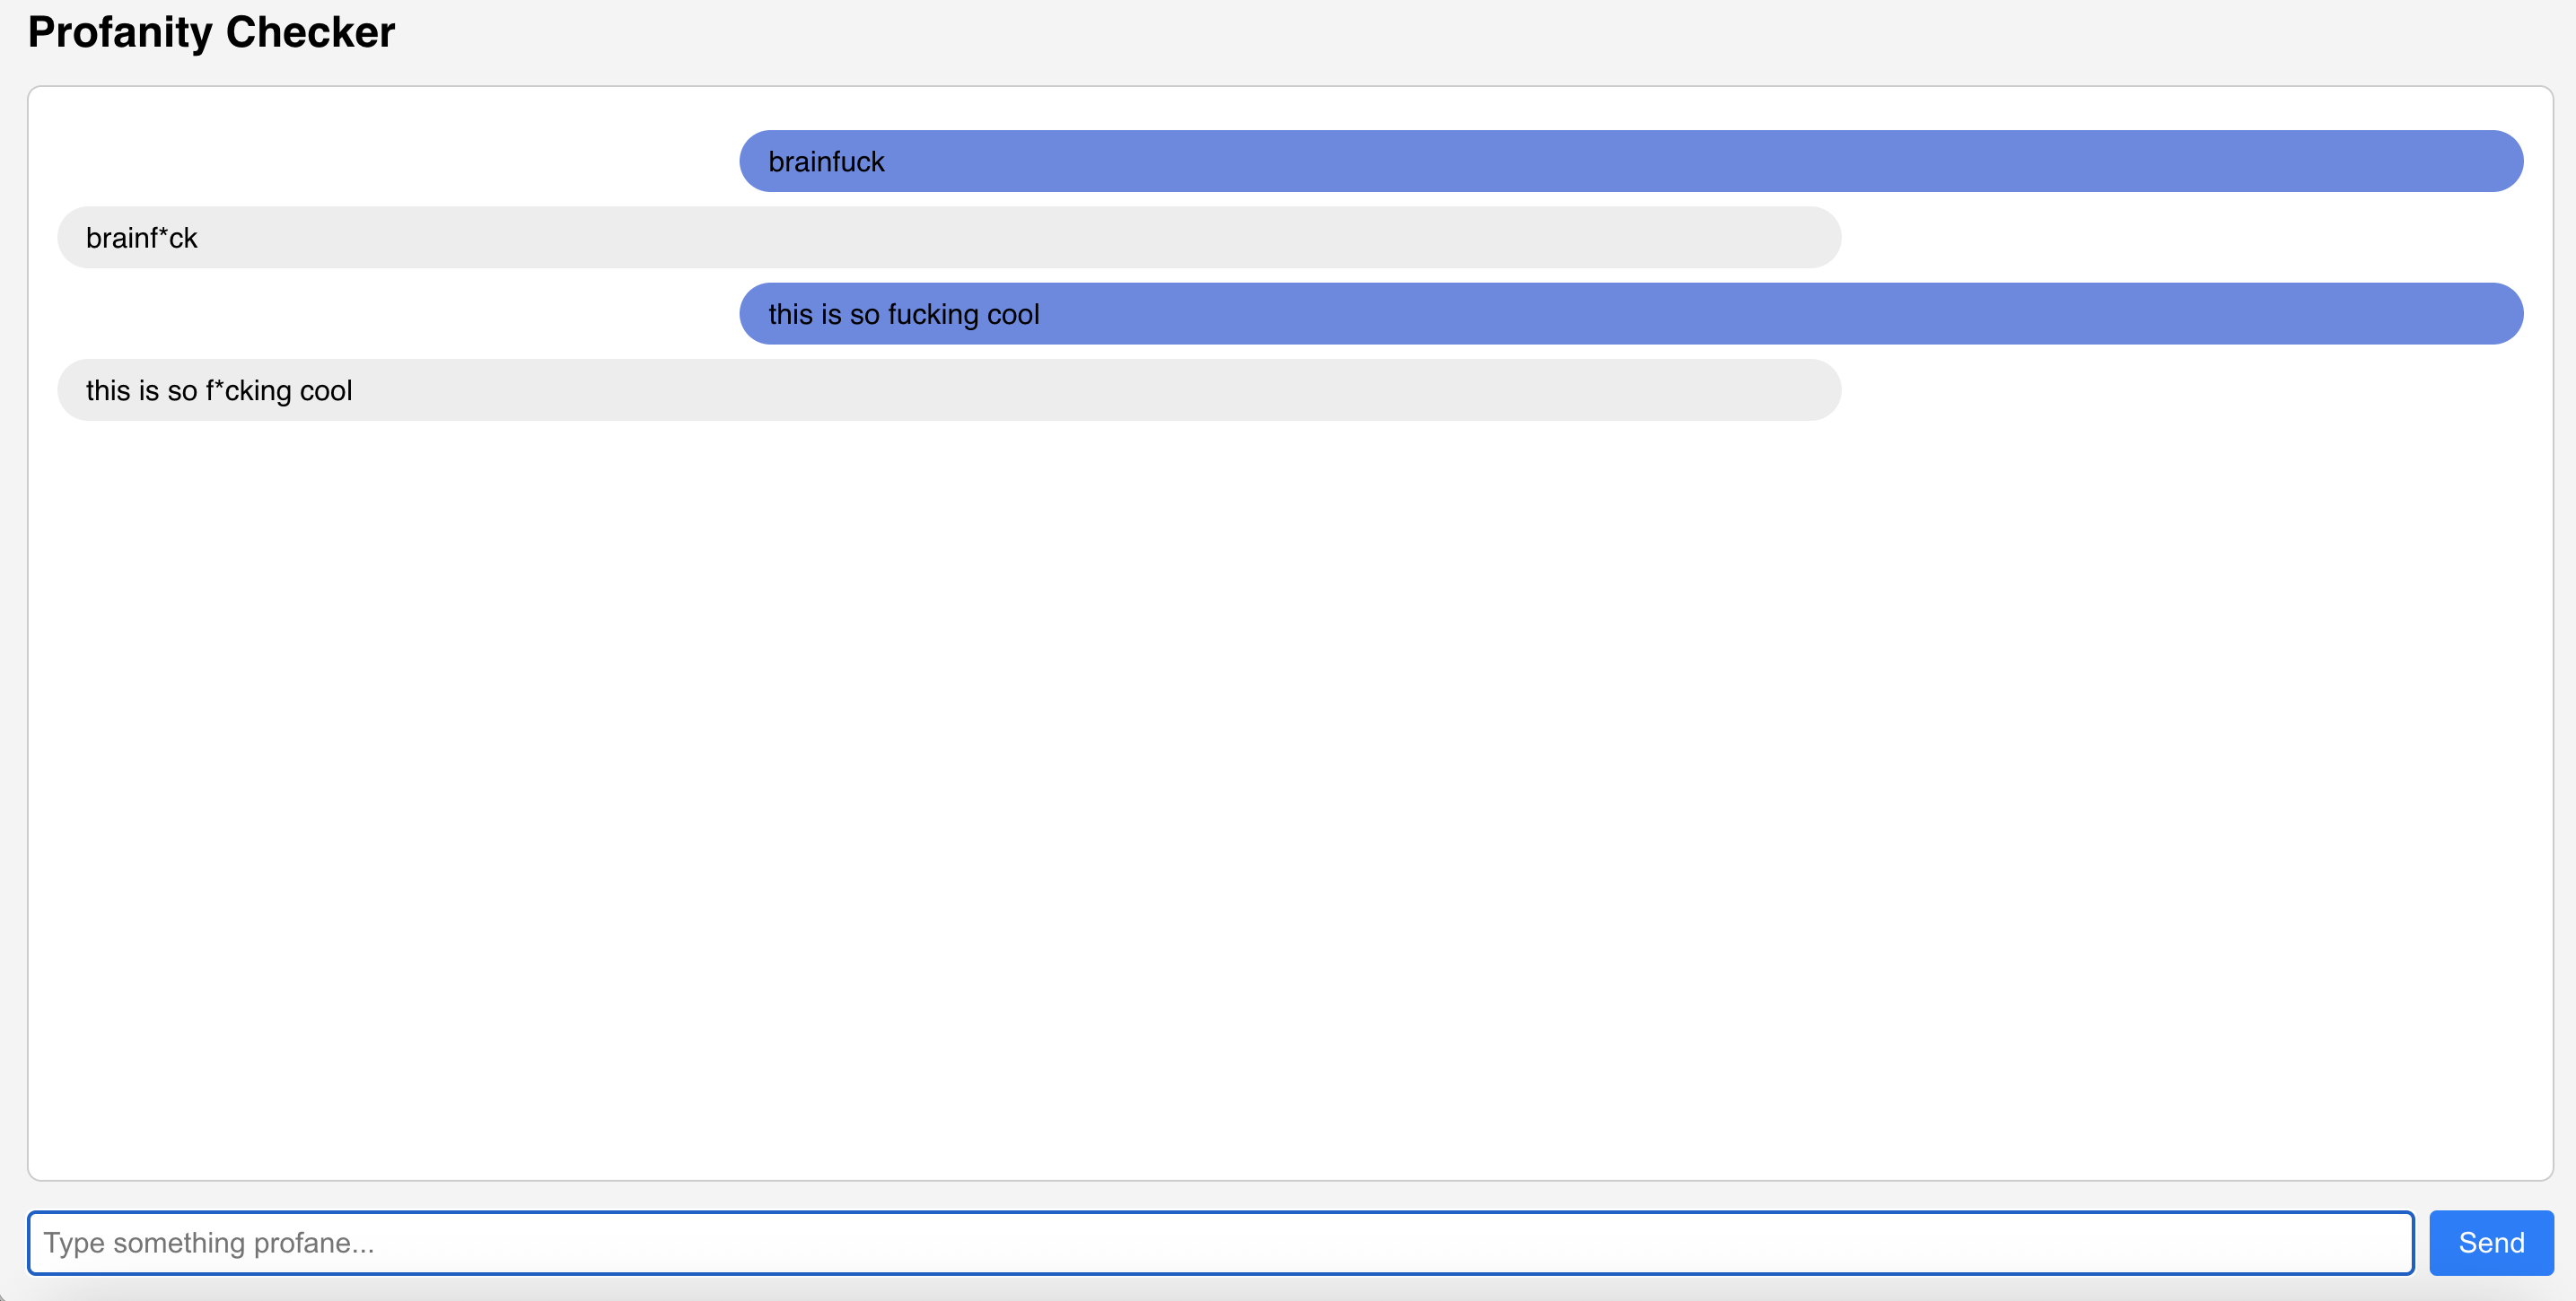 Profanity Checker
brainfuck
brainf*ck
this is so fucking cool
this is so f*cking cool
Type something profane...
Send